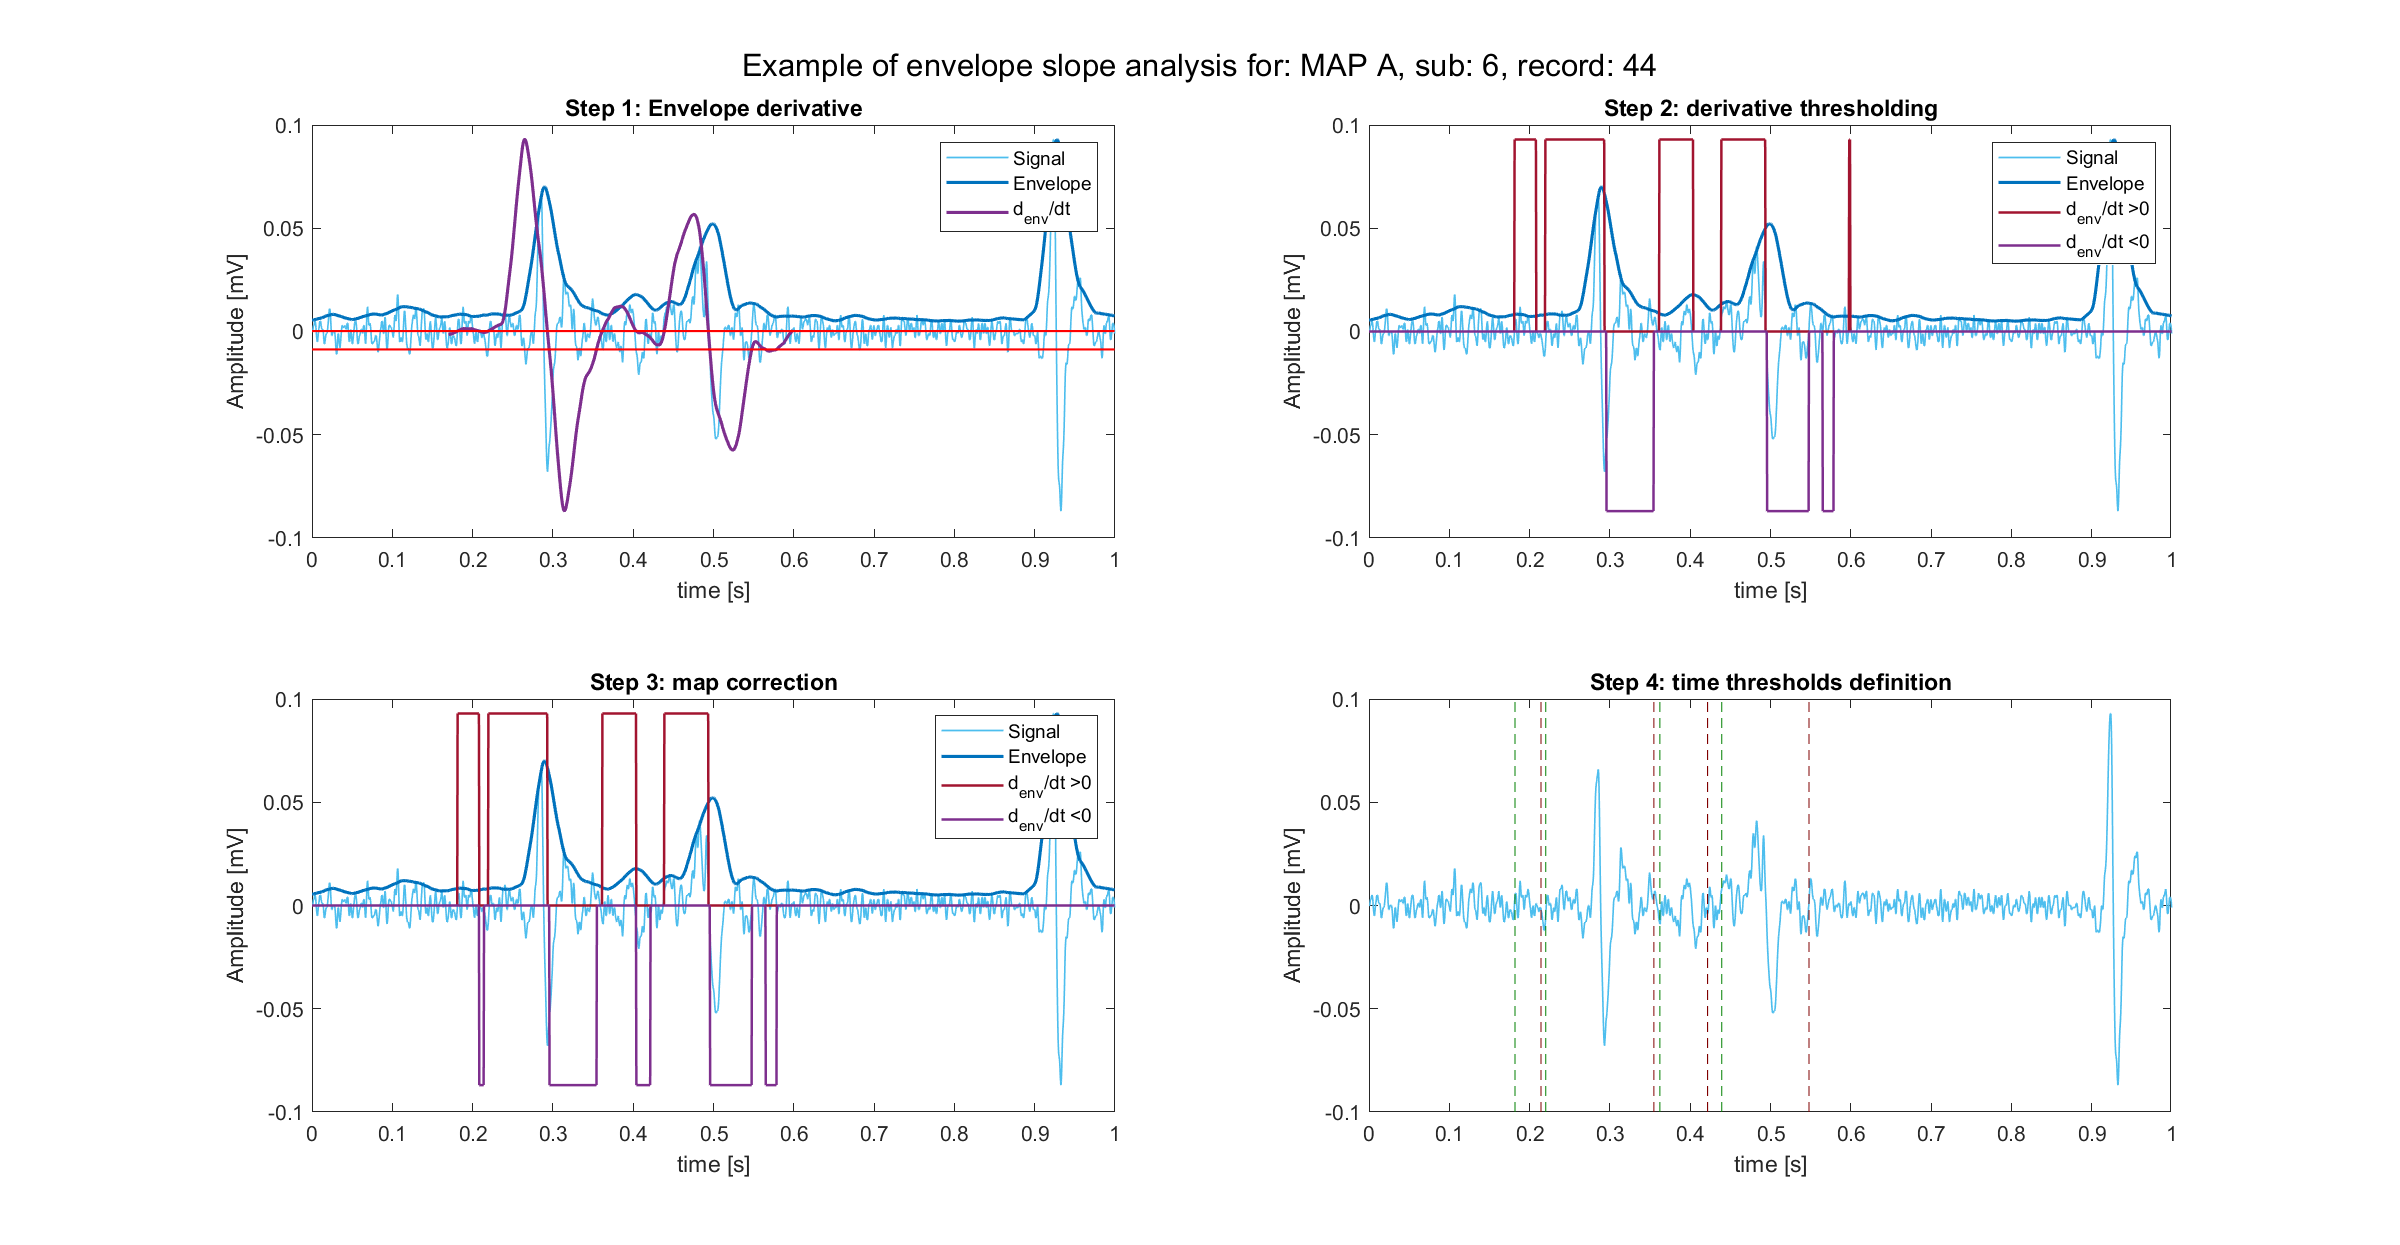 Example of envelope slope analysis for: MAP A, sub: 6, record: 44
Step 1: Envelope derivative
0.1
0.05
0
-0.05
-0.1
Amplitude [mV]
0 0.1 0.2 0.3 0.4 0.5 0.6 0.7 0.8 0.9 1
time [s]
Signal
Envelope
d_env/dt
Step 2: derivative thresholding
0.1
0.05
0
-0.05
-0.1
Amplitude [mV]
0 0.1 0.2 0.3 0.4 0.5 0.6 0.7 0.8 0.9 1
time [s]
Signal
Envelope
d_env/dt >0
d_env/dt <0
Step 3: map correction
0.1
0.05
0
-0.05
-0.1
Amplitude [mV]
0 0.1 0.2 0.3 0.4 0.5 0.6 0.7 0.8 0.9 1
time [s]
Signal
Envelope
d_env/dt >0
d_env/dt <0
Step 4: time thresholds definition
0.1
0.05
0
-0.05
-0.1
Amplitude [mV]
0 0.1 0.2 0.3 0.4 0.5 0.6 0.7 0.8 0.9 1
time [s]